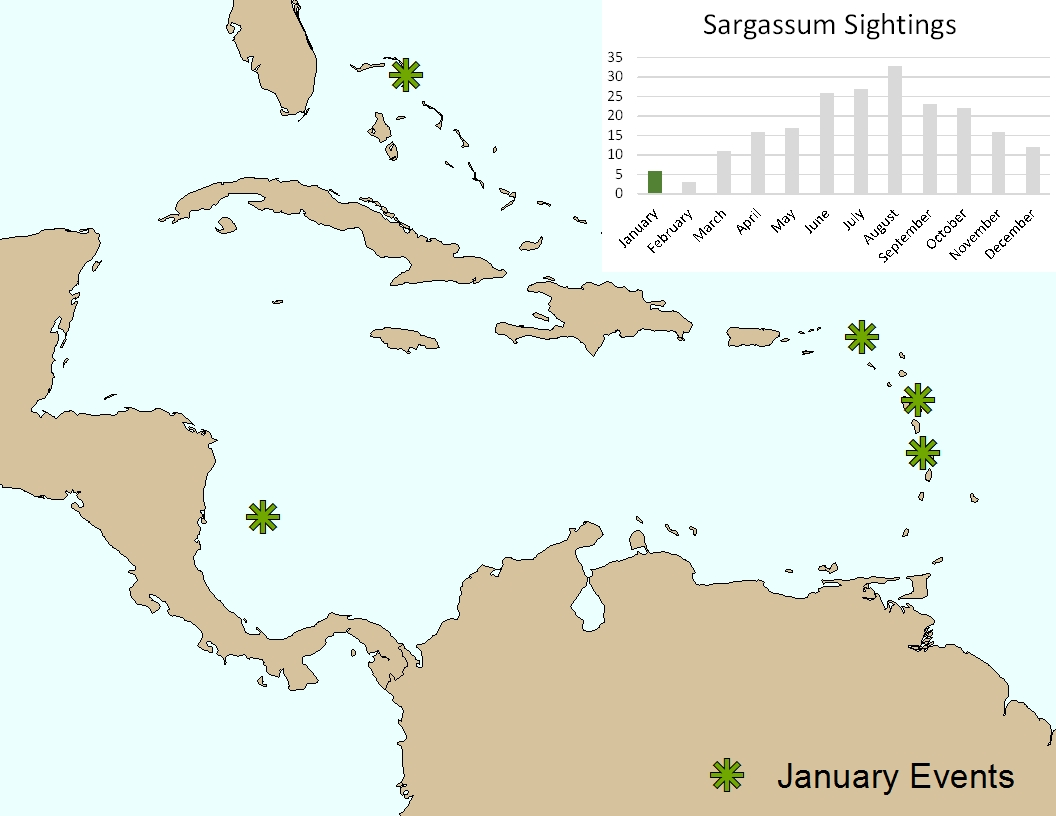 Sargassum Sightings
35
30
25
20
15
10
5
0
January
February
March
April
May
June
July
August
September
October
November
December
January Events